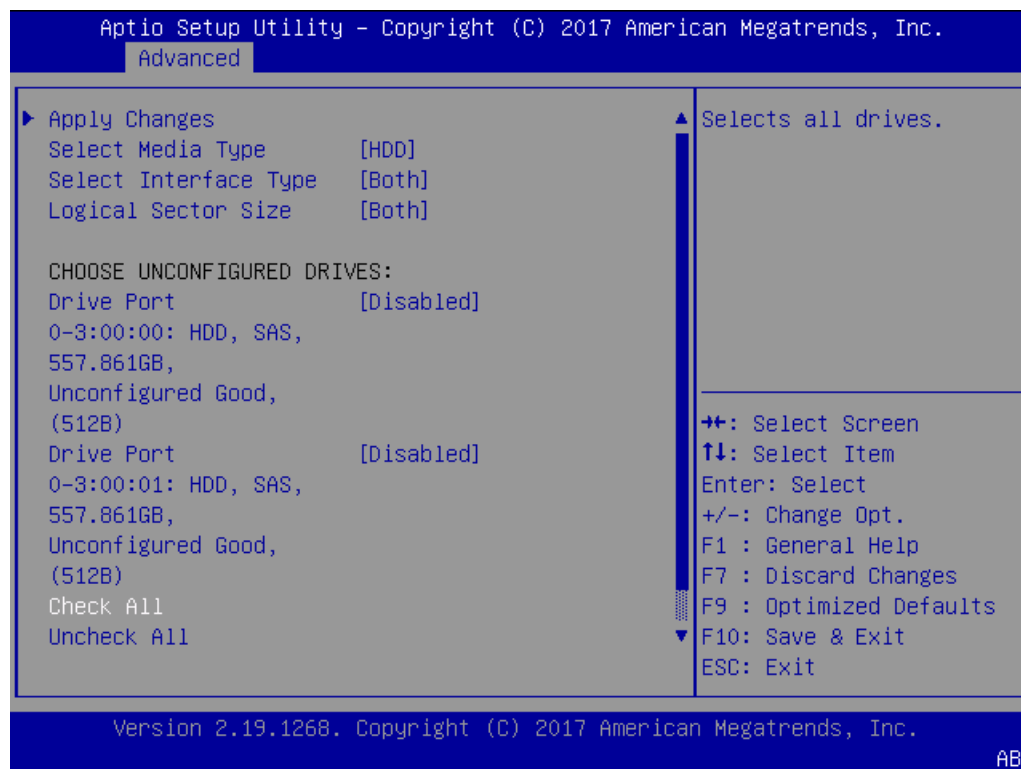 Aptio Setup Utility – Copyright (C) 2017 American Megatrends, Inc.
Advanced
Apply Changes
Select Media Type [HDD]
Select Interface Type [Both]
Logical Sector Size [Both]
CHOOSE UNCONFIGURED DRIVES:
Drive Port [Disabled]
0-3:00:00: HDD, SAS,
557.861GB,
Unconfigured Good,
(512B)
Drive Port [Disabled]
0-3:00:01: HDD, SAS,
557.861GB,
Unconfigured Good,
(512B)
Check All
Uncheck All
Selects all drives.
→←: Select Screen
↑↓: Select Item
Enter: Select
+/-: Change Opt.
F1 : General Help
F7 : Discard Changes
F9 : Optimized Defaults
F10: Save & Exit
ESC: Exit
Version 2.19.1268. Copyright (C) 2017 American Megatrends, Inc.
AB